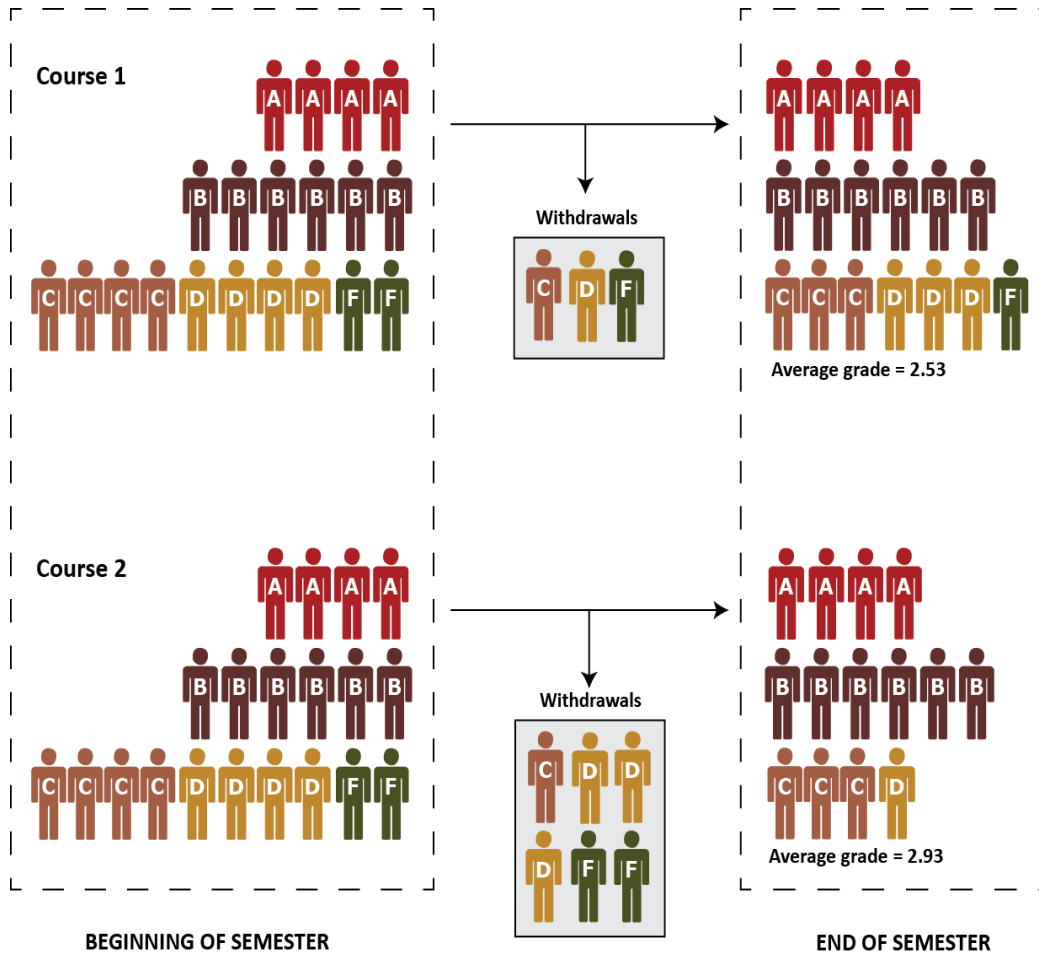 Course 1
A A A A
B B B B B B
C C C C D D D D F F
Withdrawals
C D F
A A A A
B B B B B B
C C C D D D F
Average grade = 2.53
Course 2
A A A A
B B B B B B
C C C C D D D D F F
Withdrawals
C D D
D F F
A A A A
B B B B B B
C C C D
Average grade = 2.93
BEGINNING OF SEMESTER
END OF SEMESTER